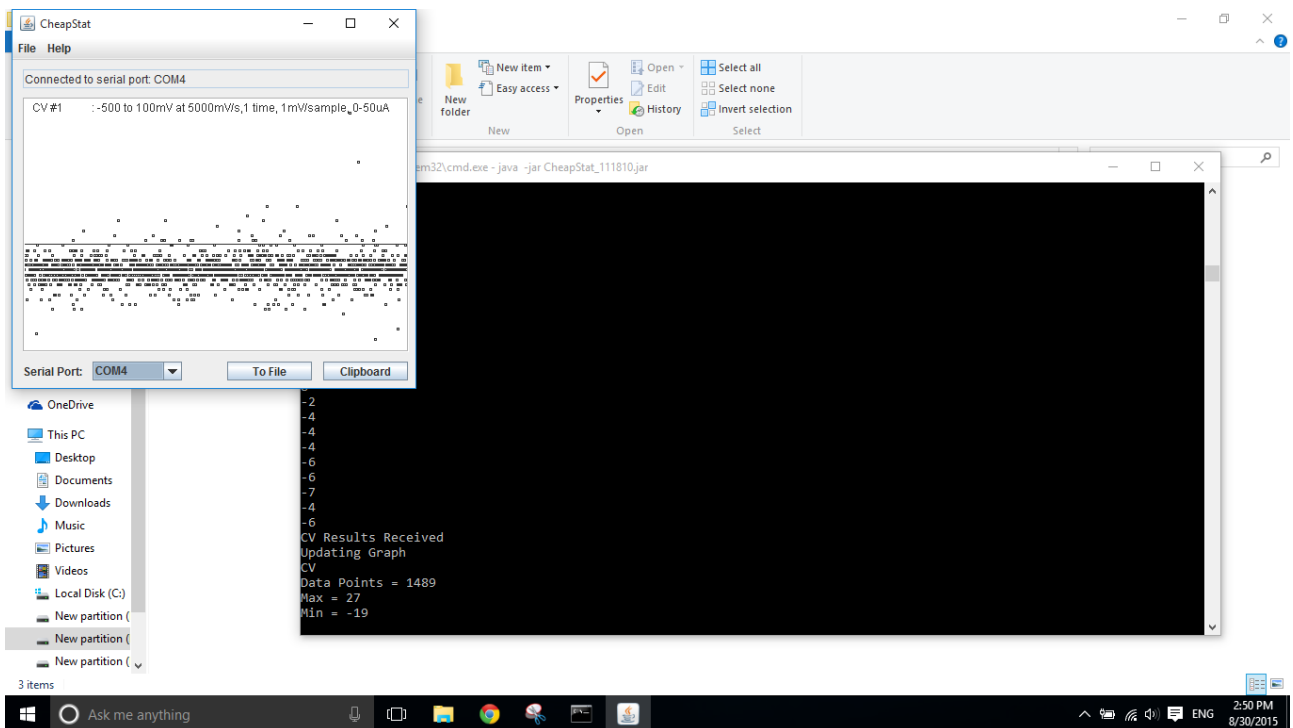 CheapStat
File Help
Connected to serial port: COM4
CV #1 : -500 to 100mV at 5000mV/s,1 time, 1mV/sample, 0-50uA
Serial Port: COM4 To File Clipboard
New item
Easy access
New
folder
New
Properties
Open
Edit
History
Open
Select all
Select none
Invert selection
Select
em32\cmd.exe - java -jar CheapStat_111810.jar
-2
-4
-4
-4
-6
-6
-7
-4
-6
CV Results Received
Updating Graph
CV
Data Points = 1489
Max = 27
Min = -19
OneDrive
This PC
Desktop
Documents
Downloads
Music
Pictures
Videos
Local Disk (C:)
New partition (
New partition (
New partition (
3 items
Ask me anything
ENG
2:50 PM
8/30/2015